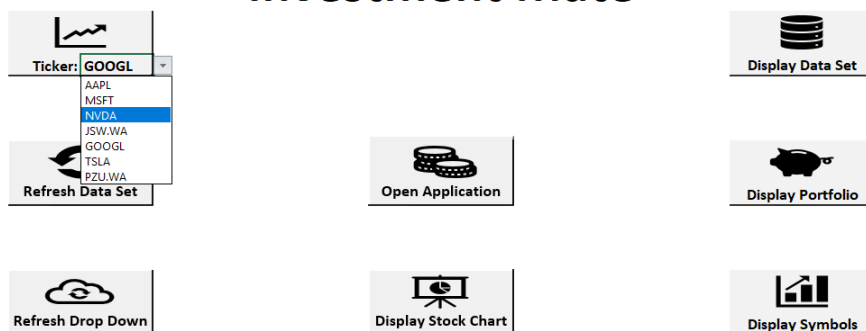 Investment Mate
Ticker: GOOGL
Display Data Set
AAPL
MSFT
NVDA
JSW.WA
GOOGL
TSLA
PZU.WA
Refresh Data Set
Open Application
Display Portfolio
Refresh Drop Down
Display Stock Chart
Display Symbols